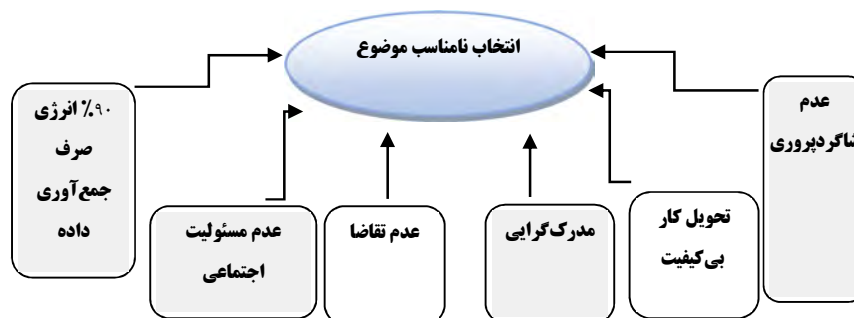 انتخاب نامناسب موضوع
عدم
شاگردپروری
تحویل کار
بی‌کیفیت
مدرک‌گرایی
عدم تقاضا
عدم مسئولیت
اجتماعی
۹۰٪ انرژی
صرف
جمع‌آوری
داده